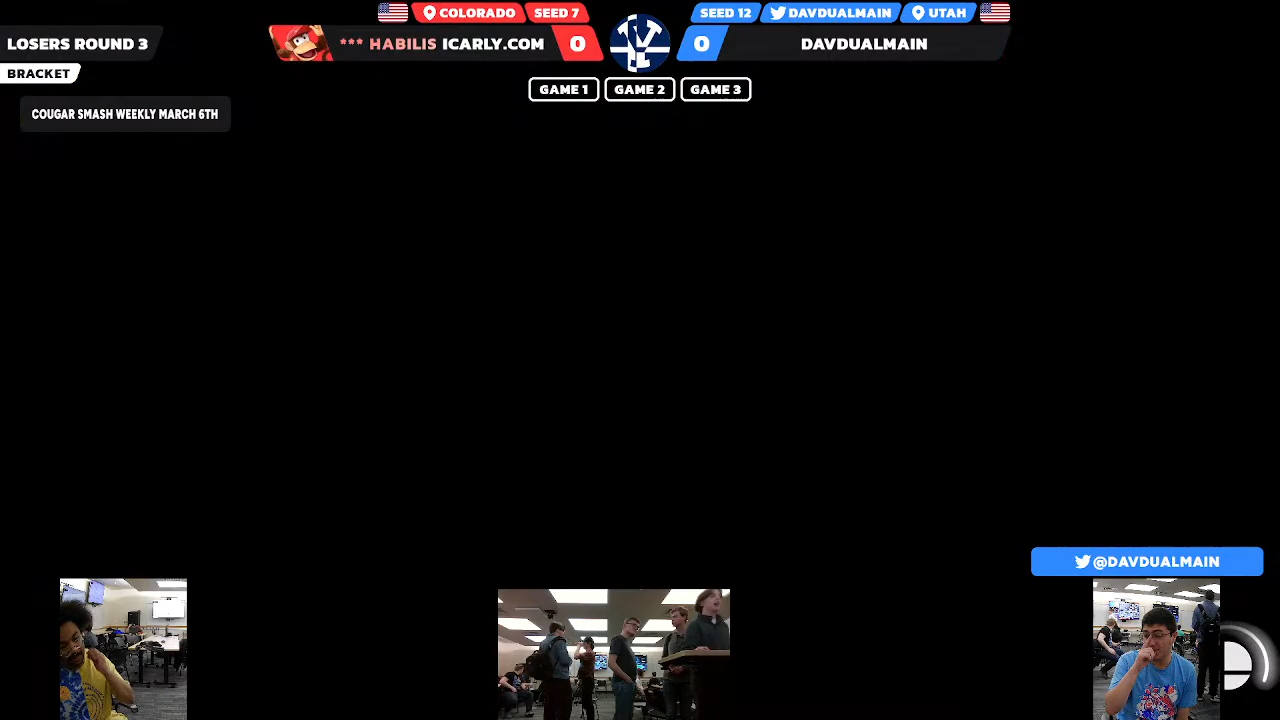 COLORADO SEED 7
SEED 12 DAVDUALMAIN UTAH
LOSERS ROUND 3
*** HABILIS ICARLY.COM 0
0 DAVDUALMAIN
BRACKET
GAME 1 GAME 2 GAME 3
COUGAR SMASH WEEKLY MARCH 6TH
@DAVDUALMAIN